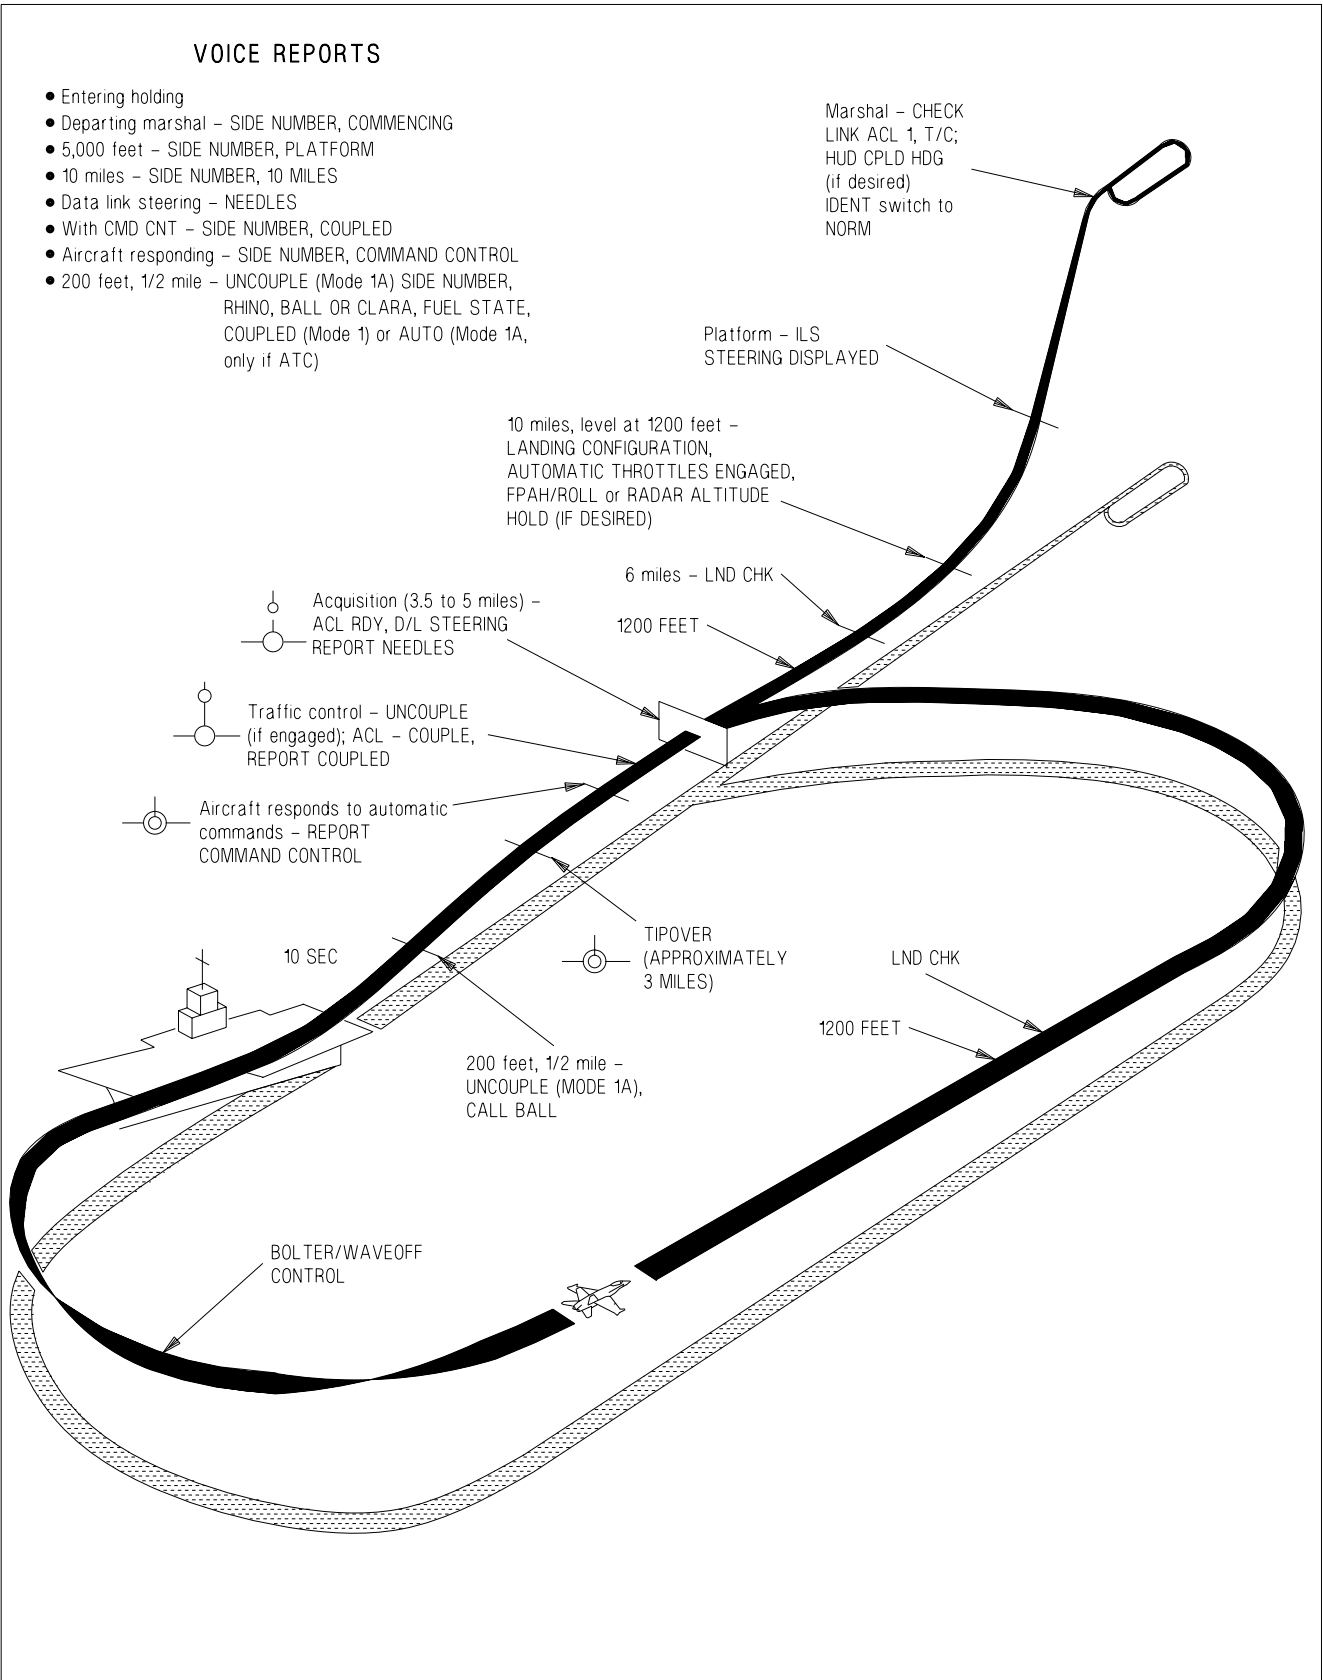 VOICE REPORTS
● Entering holding
● Departing marshal – SIDE NUMBER, COMMENCING
● 5,000 feet – SIDE NUMBER, PLATFORM
● 10 miles – SIDE NUMBER, 10 MILES
● Data link steering – NEEDLES
● With CMD CNT – SIDE NUMBER, COUPLED
● Aircraft responding – SIDE NUMBER, COMMAND CONTROL
● 200 feet, 1/2 mile – UNCOUPLE (Mode 1A) SIDE NUMBER,
RHINO, BALL OR CLARA, FUEL STATE,
COUPLED (Mode 1) or AUTO (Mode 1A,
only if ATC)
Marshal – CHECK
LINK ACL 1, T/C;
HUD CPLD HDG
(if desired)
IDENT switch to
NORM
Platform – ILS
STEERING DISPLAYED
10 miles, level at 1200 feet –
LANDING CONFIGURATION,
AUTOMATIC THROTTLES ENGAGED,
FPAH/ROLL or RADAR ALTITUDE
HOLD (IF DESIRED)
6 miles – LND CHK
1200 FEET
Acquisition (3.5 to 5 miles) –
ACL RDY, D/L STEERING
REPORT NEEDLES
Traffic control – UNCOUPLE
(if engaged); ACL – COUPLE,
REPORT COUPLED
Aircraft responds to automatic
commands – REPORT
COMMAND CONTROL
TIPOVER
(APPROXIMATELY
3 MILES)
10 SEC
LND CHK
1200 FEET
200 feet, 1/2 mile –
UNCOUPLE (MODE 1A),
CALL BALL
BOLTER/WAVEOFF
CONTROL